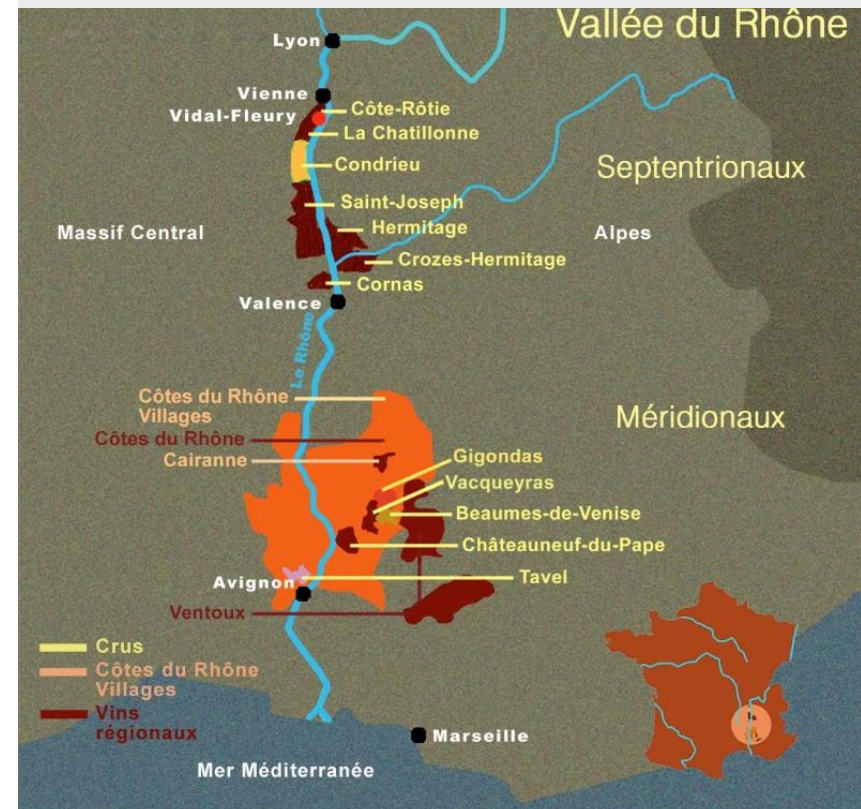 Vallée du Rhône
Lyon
Vienne
Vidal-Fleury
Côte-Rôtie
La Chatillonne
Condrieu
Septentrionaux
Saint-Joseph
Massif Central
Hermitage
Alpes
Crozes-Hermitage
Cornas
Valence
Le Rhône
Côtes du Rhône
Villages
Méridionaux
Côtes du Rhône
Cairanne
Gigondas
Vacqueyras
Beaumes-de-Venise
Châteauneuf-du-Pape
Tavel
Avignon
Ventoux
Crus
Côtes du Rhône
Villages
Vins
régionaux
Marseille
Mer Méditerranée